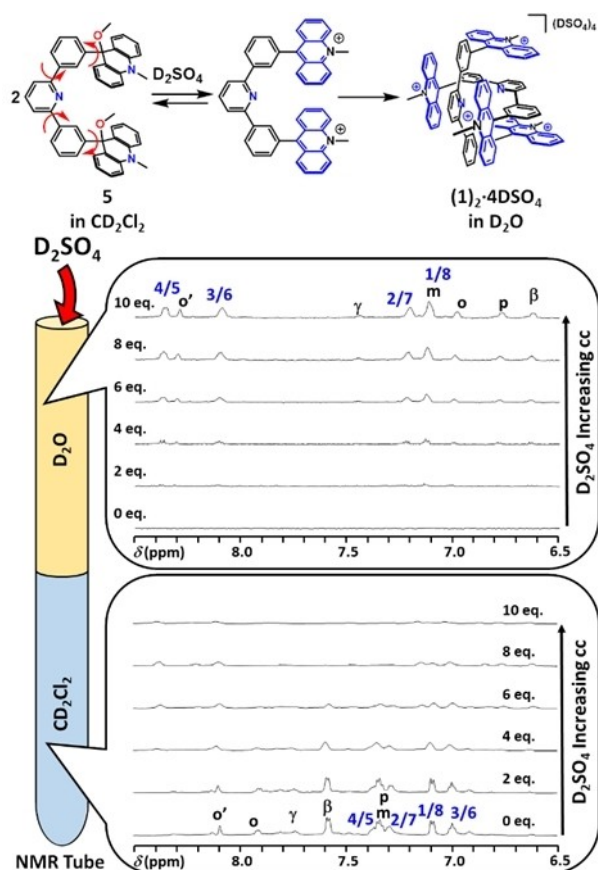 2
N
O
N
O
N
D₂SO₄
N
N
⊕
N
⊕
(DSO₄)₄
N
⊕
N
⊕
N
N
N
⊕
N
⊕
5
in CD₂Cl₂
(1)₂·4DSO₄
in D₂O
D₂SO₄
4/5 o' 3/6 γ 2/7 1/8 m o p β
10 eq.
8 eq.
6 eq.
4 eq.
2 eq.
0 eq.
δ(ppm) 8.0 7.5 7.0 6.5
D₂SO₄ Increasing cc
D₂O
CD₂Cl₂
10 eq.
8 eq.
6 eq.
4 eq.
2 eq.
0 eq.
o' o γ β 4/5 p m 2/7 1/8 3/6
δ(ppm) 8.0 7.5 7.0 6.5
D₂SO₄ Increasing cc
NMR Tube